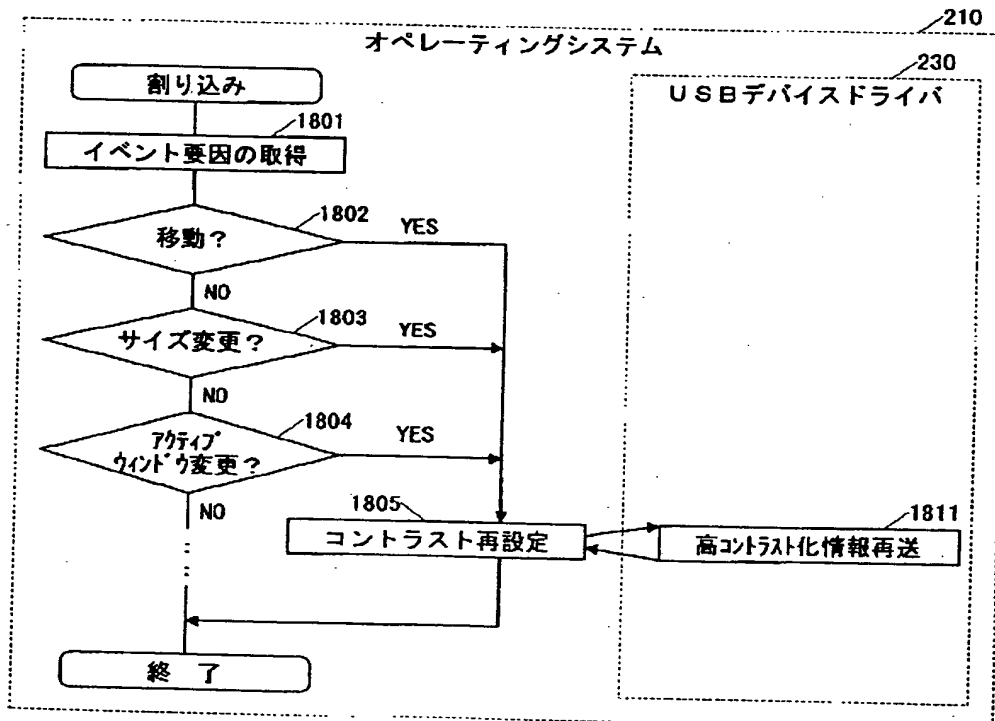 210
オペレーティングシステム
230
USBデバイスドライバ
割り込み
1801
イベント要因の取得
1802
移動?
YES
NO
1803
サイズ変更?
YES
NO
1804
アクティブ
ウィンドウ変更?
YES
NO
1805
コントラスト再設定
1811
高コントラスト化情報再送
終 了